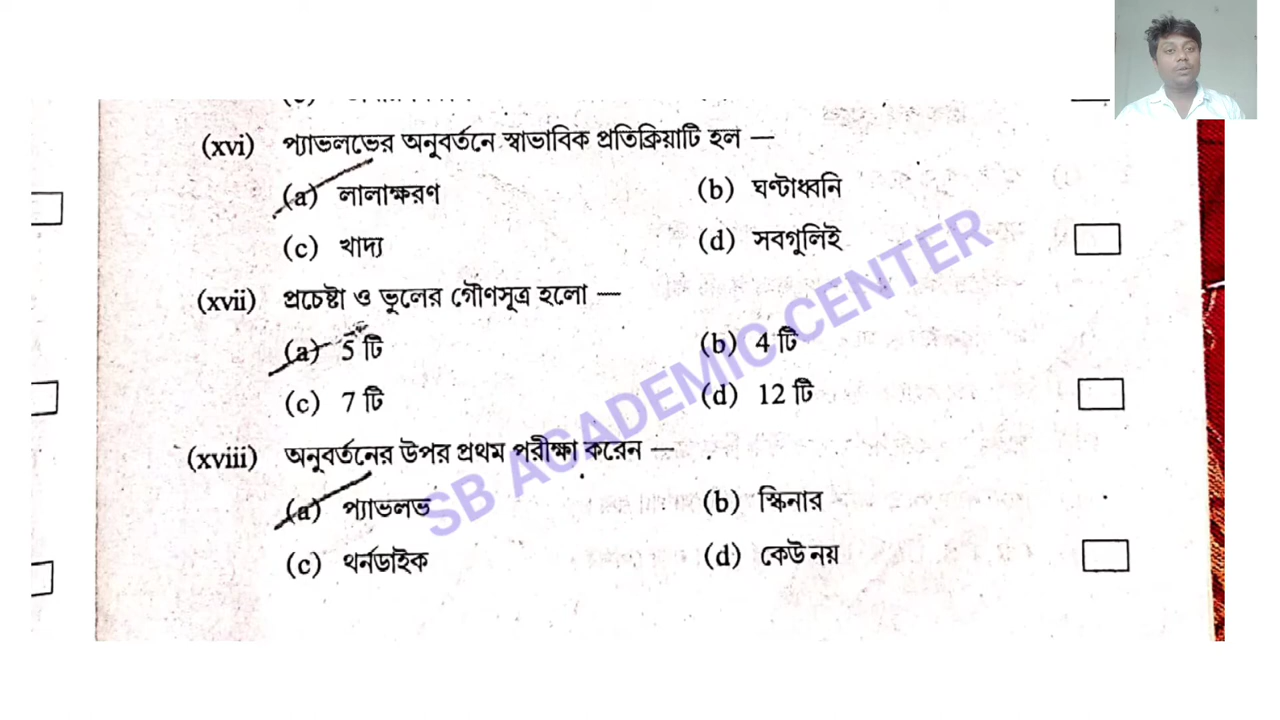 (xvi) প্যাভলভের অনুবর্তনে স্বাভাবিক প্রতিক্রিয়াটি হল —
(a) লালাক্ষরণ (b) ঘণ্টাধ্বনি
(c) খাদ্য (d) সবগুলিই
(xvii) প্রচেষ্টা ও ভুলের গৌণসূত্র হলো —
(a) 5 টি (b) 4 টি
(c) 7 টি (d) 12 টি
(xviii) অনুবর্তনের উপর প্রথম পরীক্ষা করেন —
(a) প্যাভলভ (b) স্কিনার
(c) থর্নডাইক (d) কেউ নয়
SB ACADEMIC CENTER